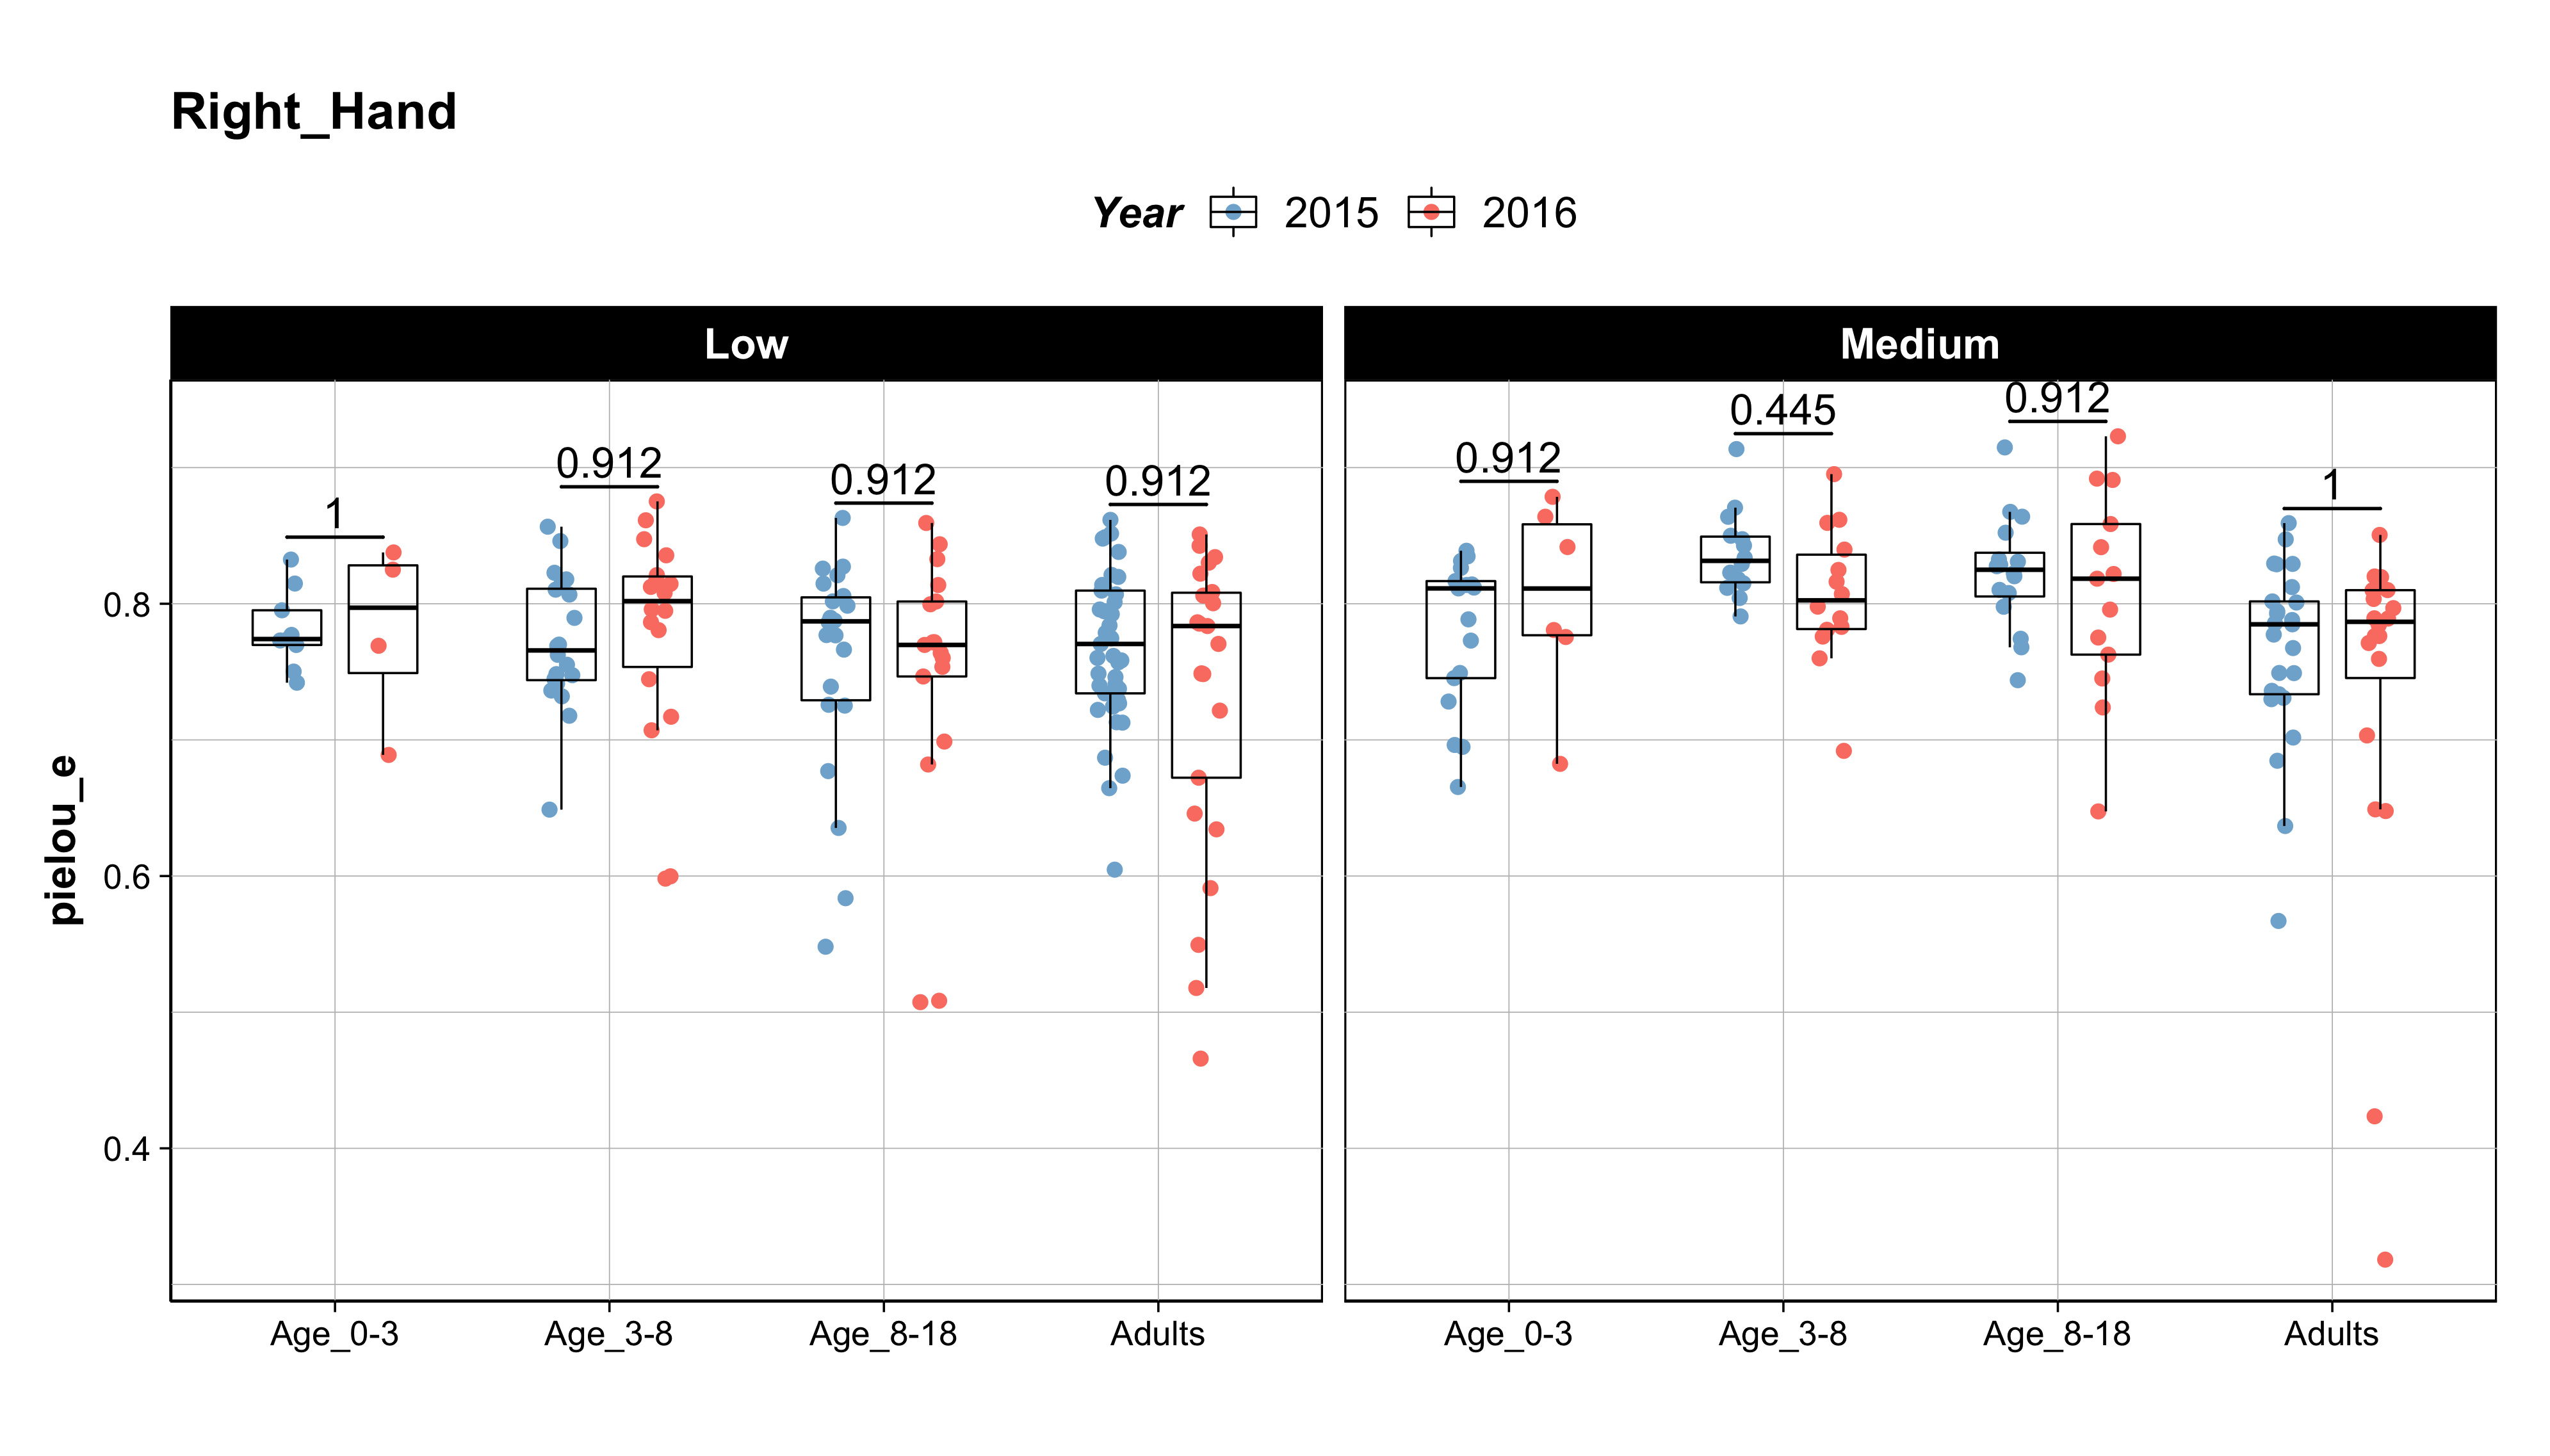 Right_Hand
Year 2015 2016
Low Medium
1 0.912 0.912 0.912 0.912 0.445 0.912 1
pielou_e
0.8
0.6
0.4
Age_0-3 Age_3-8 Age_8-18 Adults Age_0-3 Age_3-8 Age_8-18 Adults